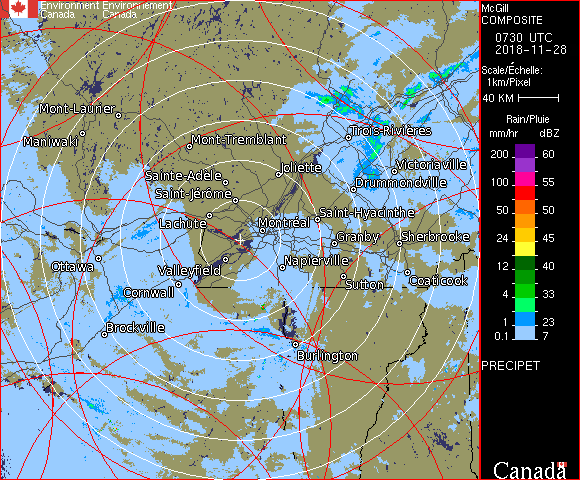 Environment Environnement
Canada Canada
McGill
COMPOSITE
0730 UTC
2018-11-28
Scale/Échelle:
1km/Pixel
40 KM
Rain/Pluie
mm/hr dBZ
200 60
100 55
50 50
24 45
12 40
4 33
1 23
0.1 7
PRECIPET
Canada
Mont-Laurier
Maniwaki
Mont-Tremblant
Trois-Rivières
Joliette
Victoriaville
Sainte-Adèle
Drummondville
Saint-Jérôme
Saint-Hyacinthe
Lachute
Montréal
Granby
Sherbrooke
Ottawa
Valleyfield
Napierville
Sutton
Coaticook
Cornwall
Brockville
Burlington